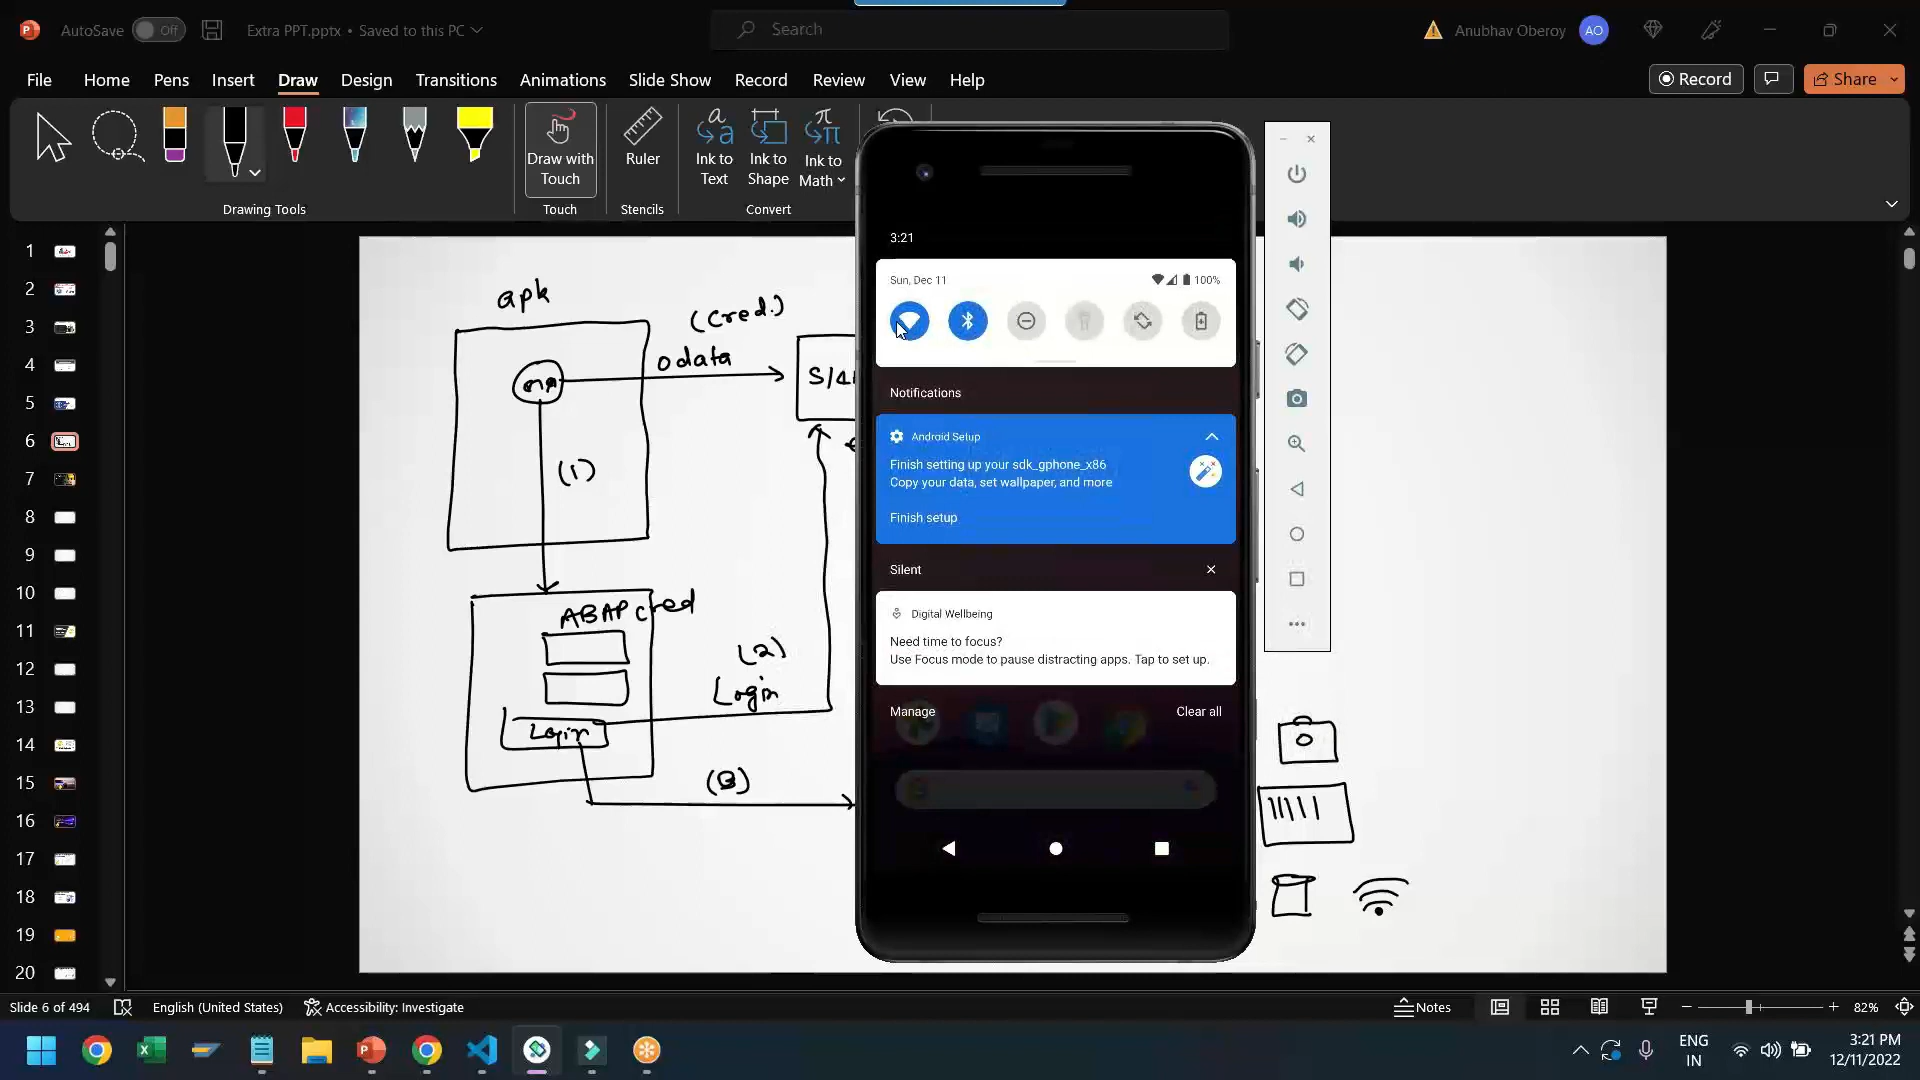 AutoSave Off Extra PPT.pptx • Saved to this PC Search Anubhav Oberoy AO
File Home Pens Insert Draw Design Transitions Animations Slide Show Record Review View Help Record Share
Draw with Touch
Ruler
Ink to Text
Ink to Shape
Ink to Math
Drawing Tools Touch Stencils Convert
1
2
3
4
5
6
7
8
9
10
11
12
13
14
15
16
17
18
19
20
apk
(cred.)
odata
(1)
ABAP cred
(2)
Login
Login
(3)
3:21
Sun, Dec 11 100%
Notifications
Android Setup
Finish setting up your sdk_gphone_x86
Copy your data, set wallpaper, and more
Finish setup
Silent
Digital Wellbeing
Need time to focus?
Use Focus mode to pause distracting apps. Tap to set up.
Manage Clear all
Slide 6 of 494 English (United States) Accessibility: Investigate Notes 82%
ENG
IN
3:21 PM
12/11/2022